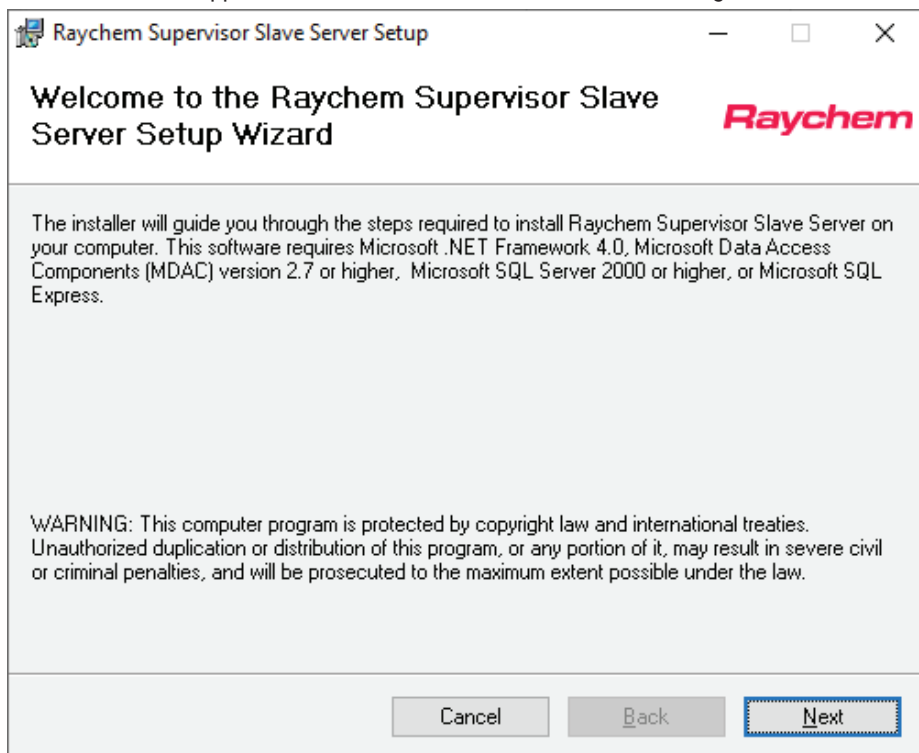 Raychem Supervisor Slave Server Setup
Welcome to the Raychem Supervisor Slave
Server Setup Wizard
Raychem
The installer will guide you through the steps required to install Raychem Supervisor Slave Server on
your computer. This software requires Microsoft .NET Framework 4.0, Microsoft Data Access
Components (MDAC) version 2.7 or higher,  Microsoft SQL Server 2000 or higher, or Microsoft SQL
Express.
WARNING: This computer program is protected by copyright law and international treaties.
Unauthorized duplication or distribution of this program, or any portion of it, may result in severe civil
or criminal penalties, and will be prosecuted to the maximum extent possible under the law.
Cancel
Back
Next